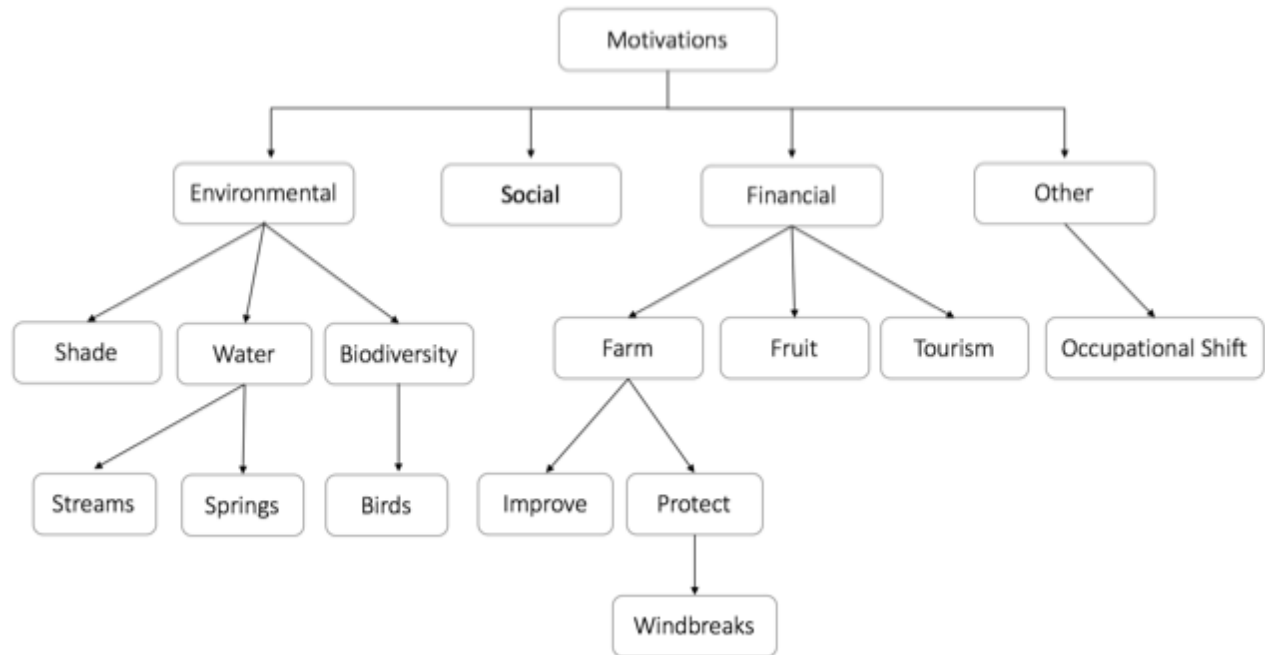 Motivations
Environmental
Social
Financial
Other
Shade
Water
Biodiversity
Farm
Fruit
Tourism
Occupational Shift
Streams
Springs
Birds
Improve
Protect
Windbreaks